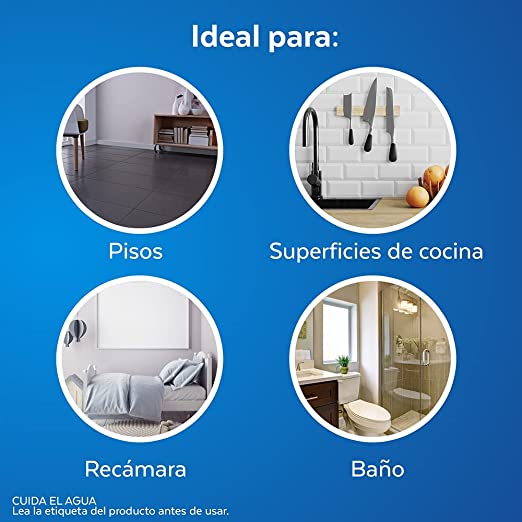 Ideal para:
Pisos
Superficies de cocina
Recámara
Baño
CUIDA EL AGUA
Lea la etiqueta del producto antes de usar.